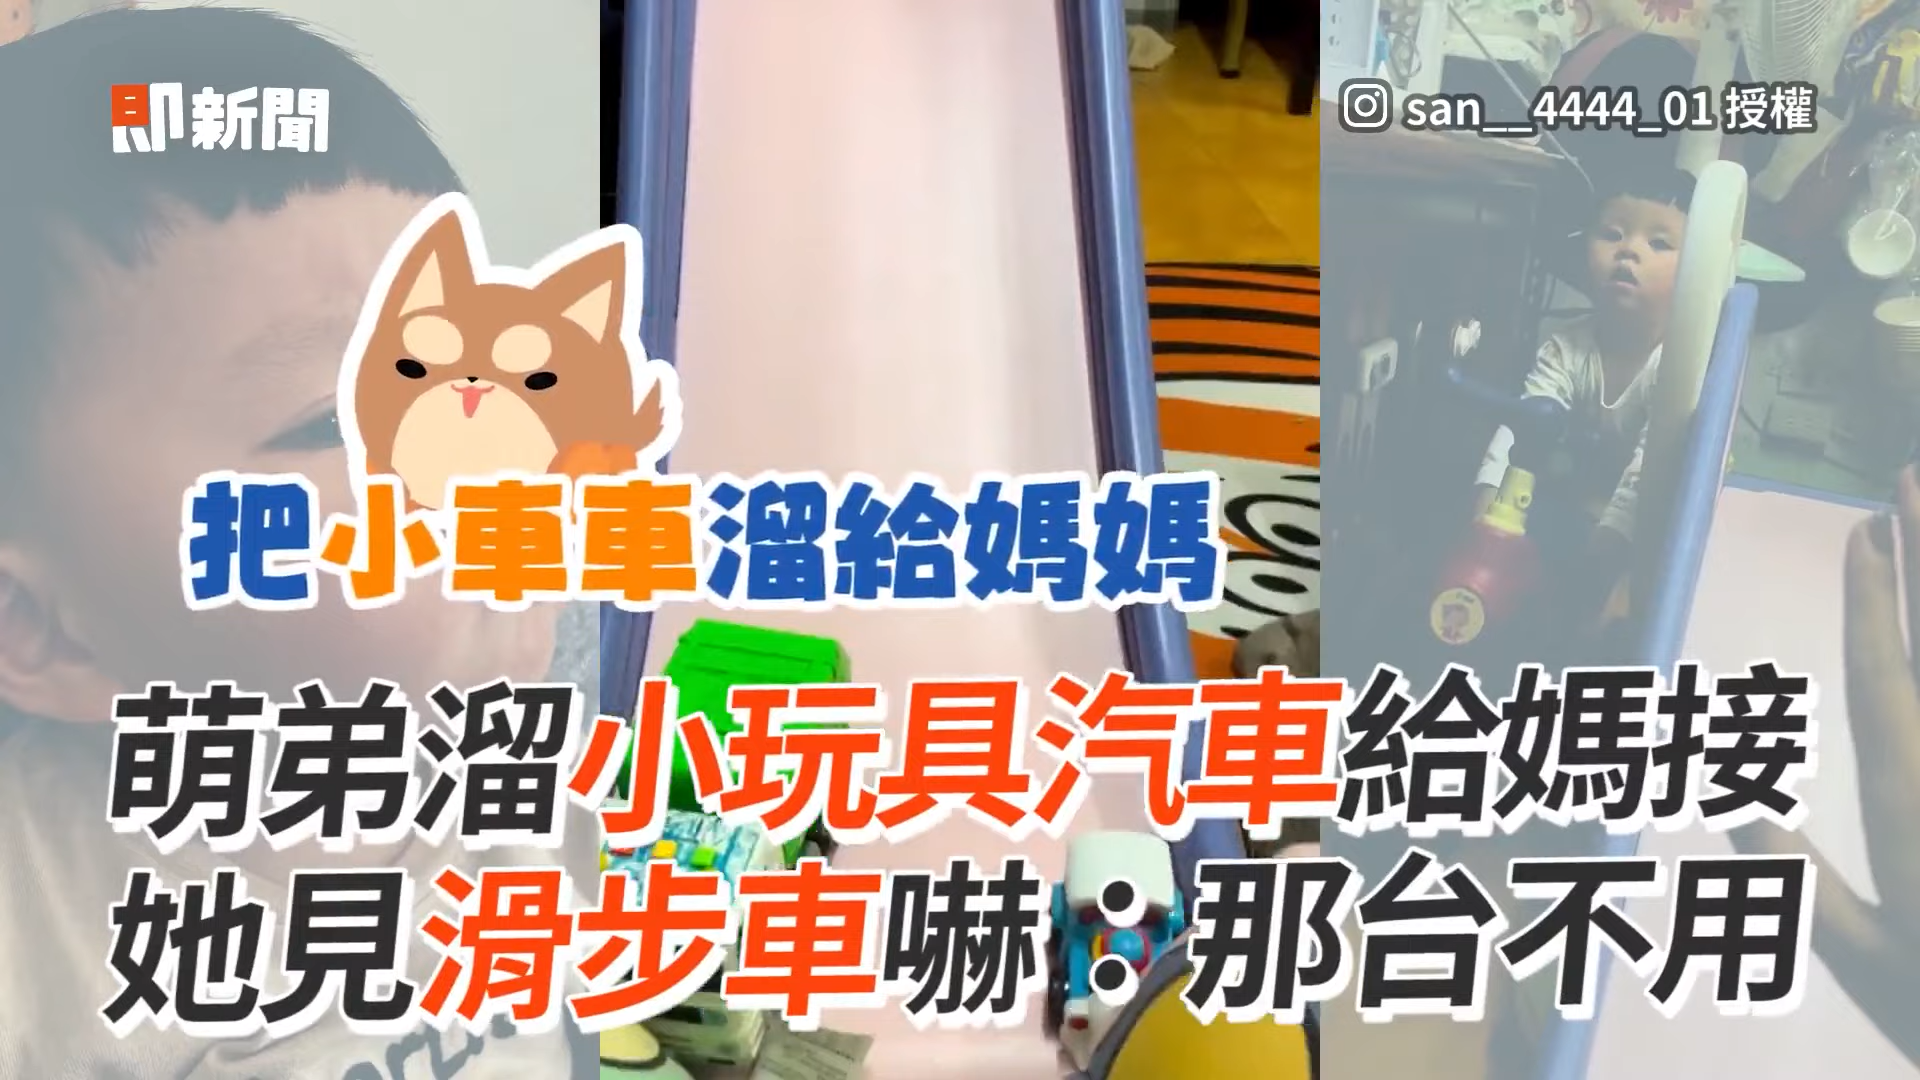 即新聞
san__4444_01 授權
把小車車溜給媽媽
萌弟溜小玩具汽車給媽接
她見滑步車嚇：那台不用